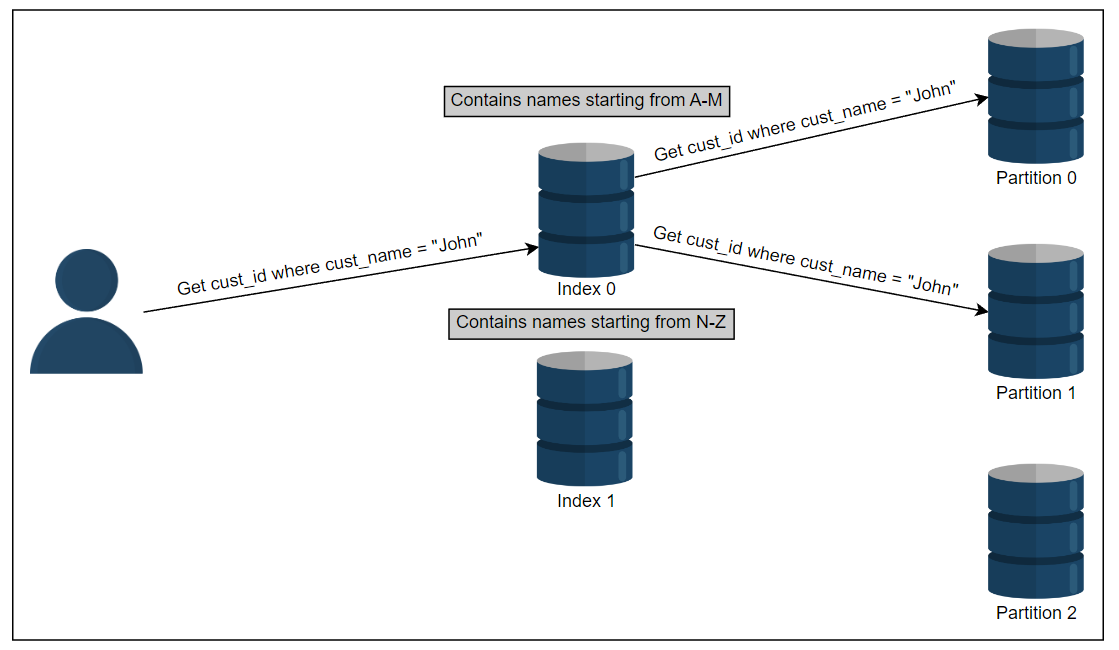 Contains names starting from A-M
Get cust_id where cust_name = "John"
Partition 0
Get cust_id where cust_name = "John"
Index 0
Get cust_id where cust_name = "John"
Contains names starting from N-Z
Partition 1
Index 1
Partition 2